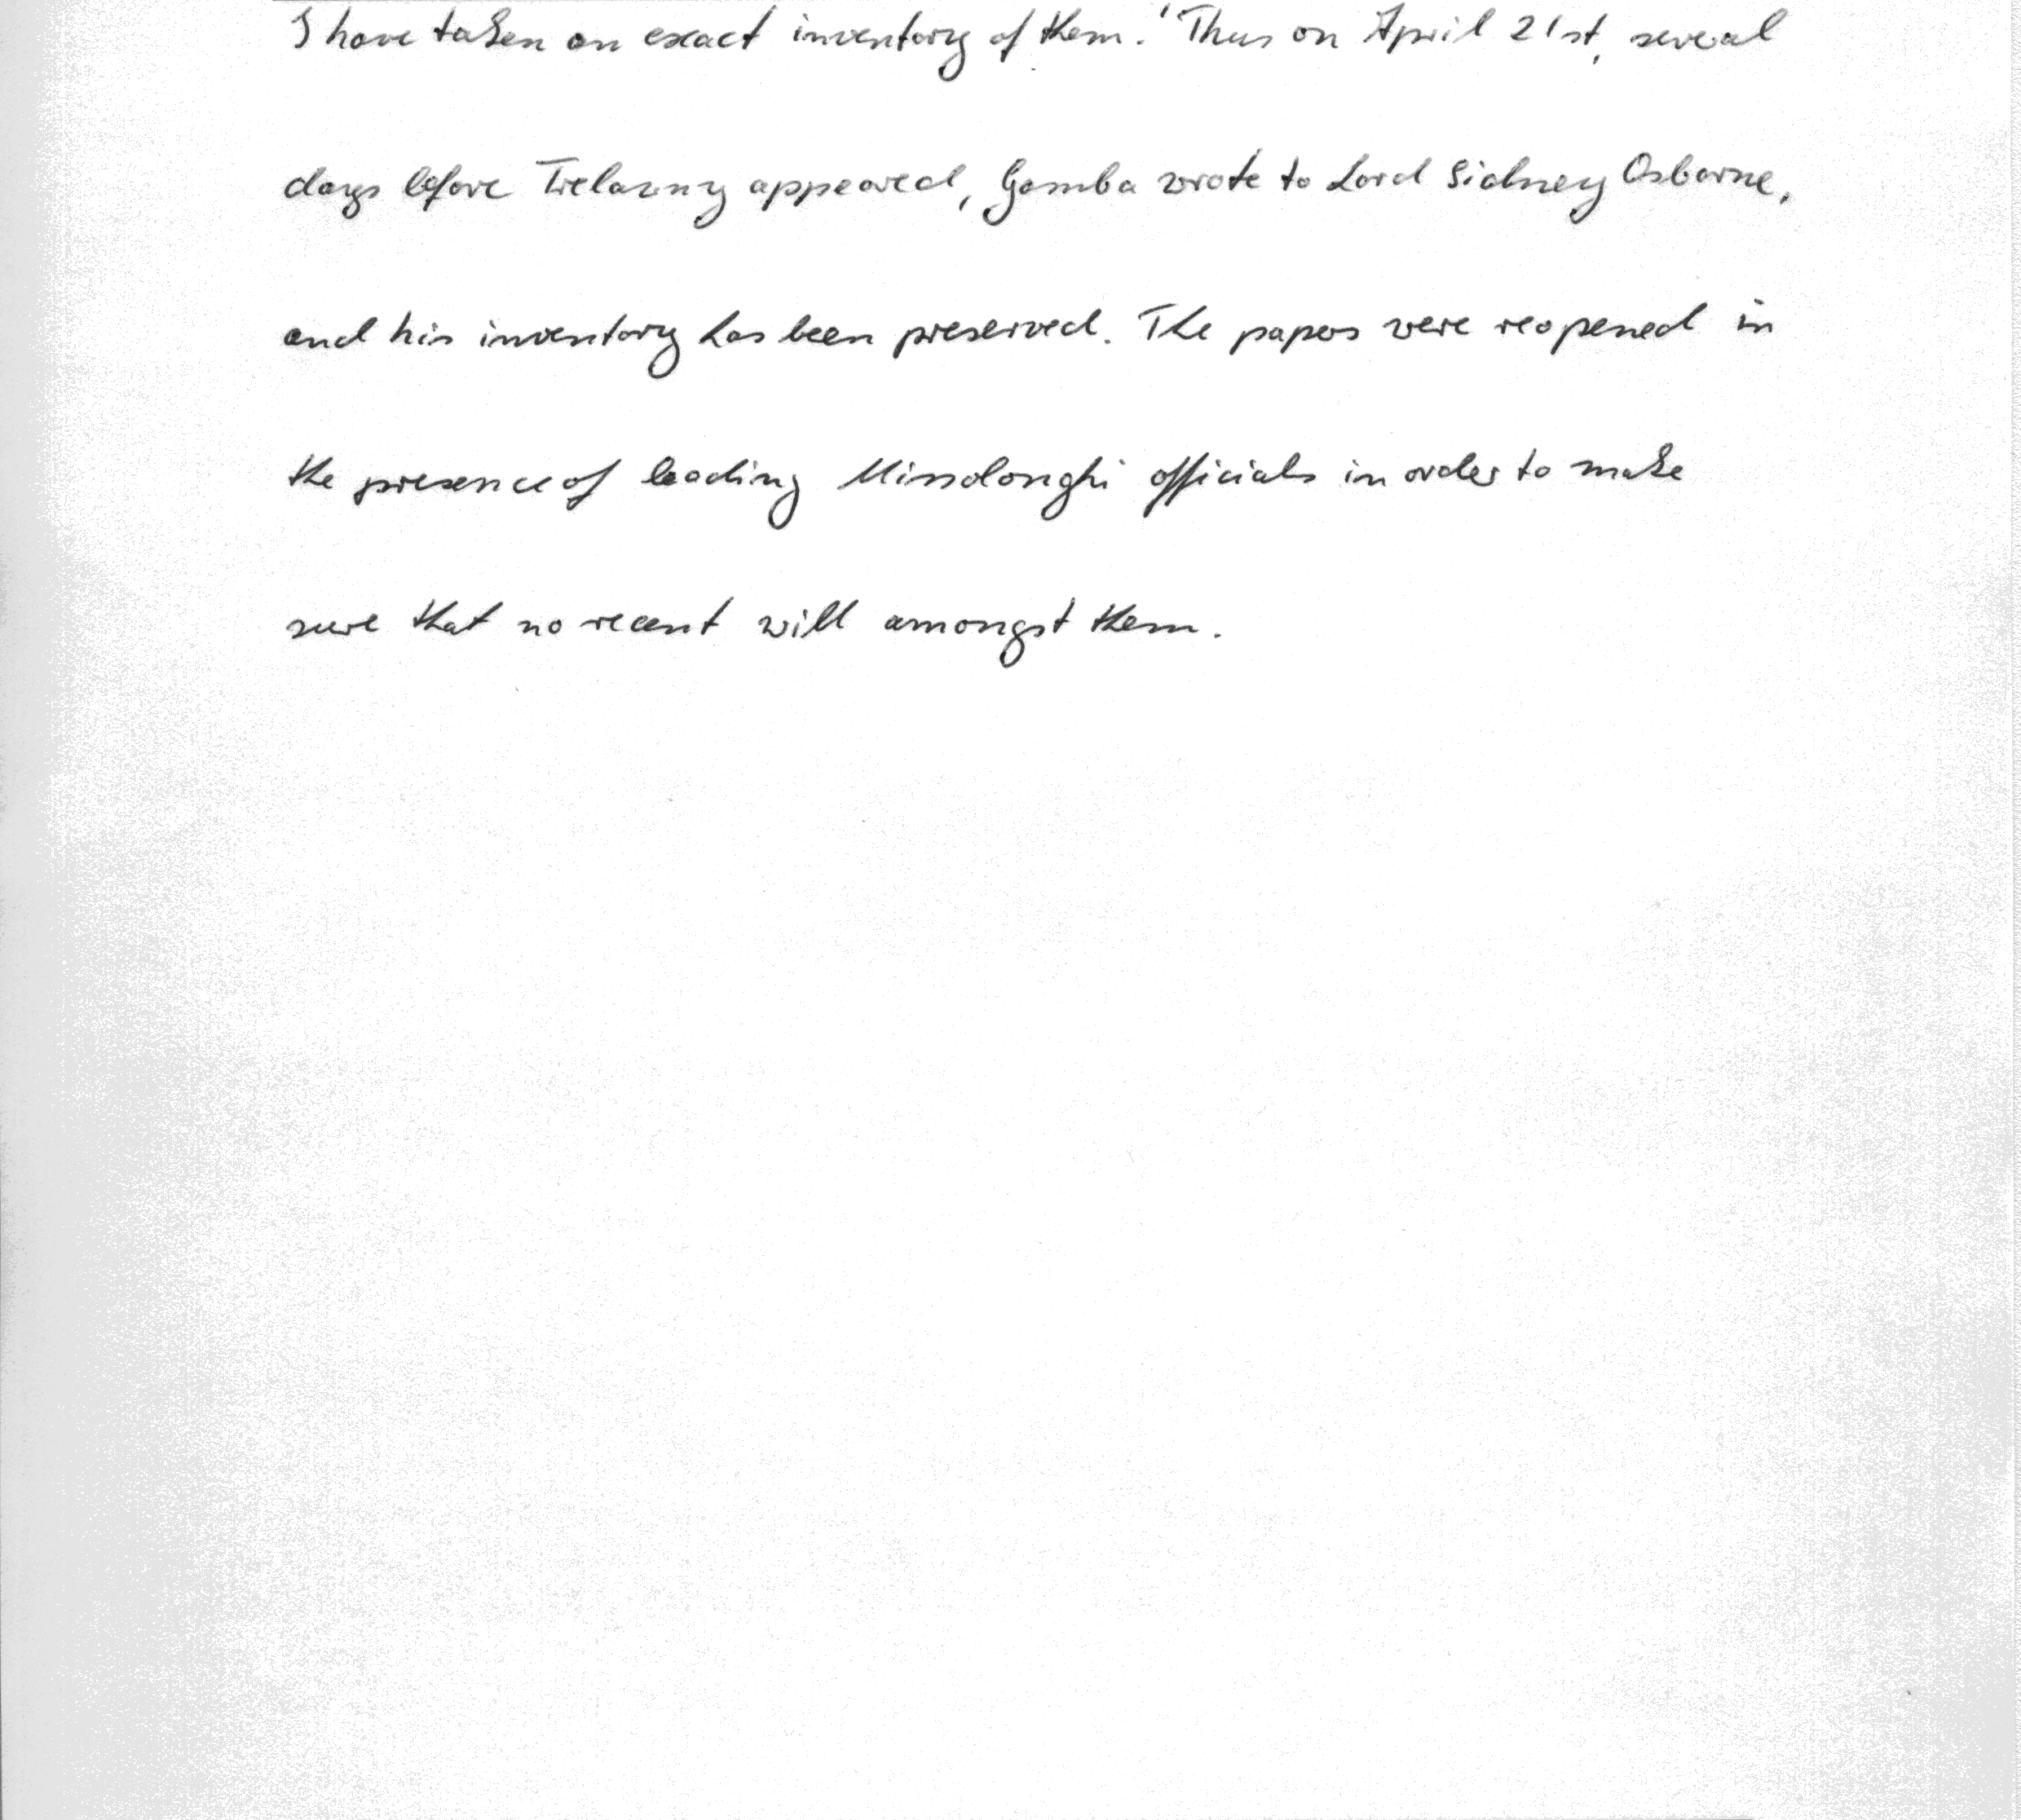 I have taken an exact inventory of them.' Thus on April 21st, several
days before Trelawny appeared, Gamba wrote to Lord Sidney Osborne,
and his inventory has been preserved. The papers were reopened in
the presence of leading Missolonghi officials in order to make
sure that no recent will amongst them.